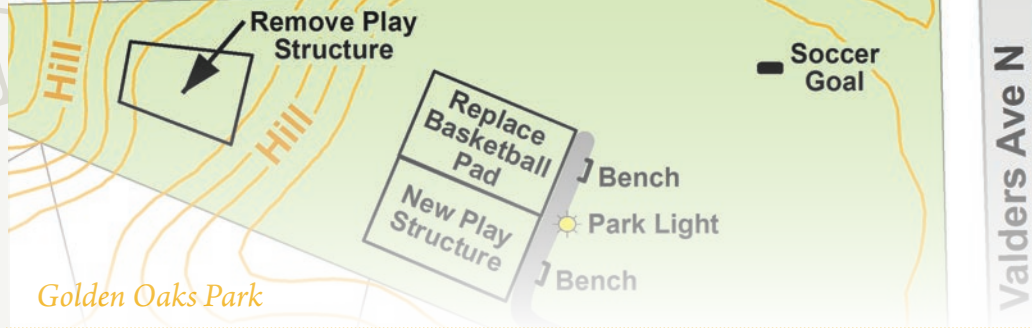 Remove Play
Structure
Hill
Hill
Soccer
Goal
Replace
Basketball
Pad
Bench
New Play
Structure
Park Light
Bench
Golden Oaks Park
Valders Ave N